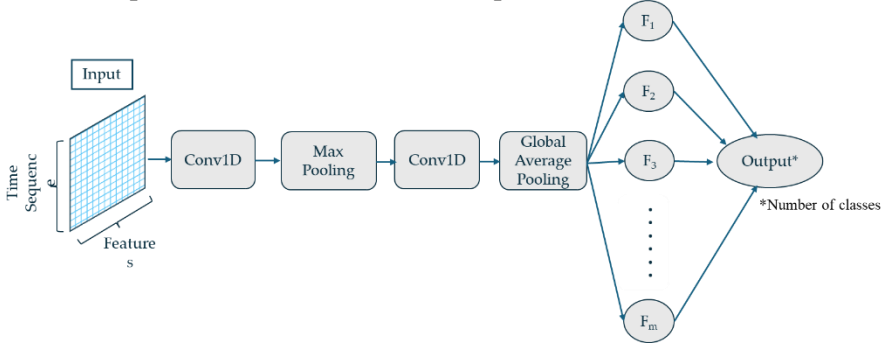 Input
Time
Sequenc
e
Feature
s
Conv1D
Max
Pooling
Conv1D
Global
Average
Pooling
F1
F2
F3
Fm
Output*
*Number of classes